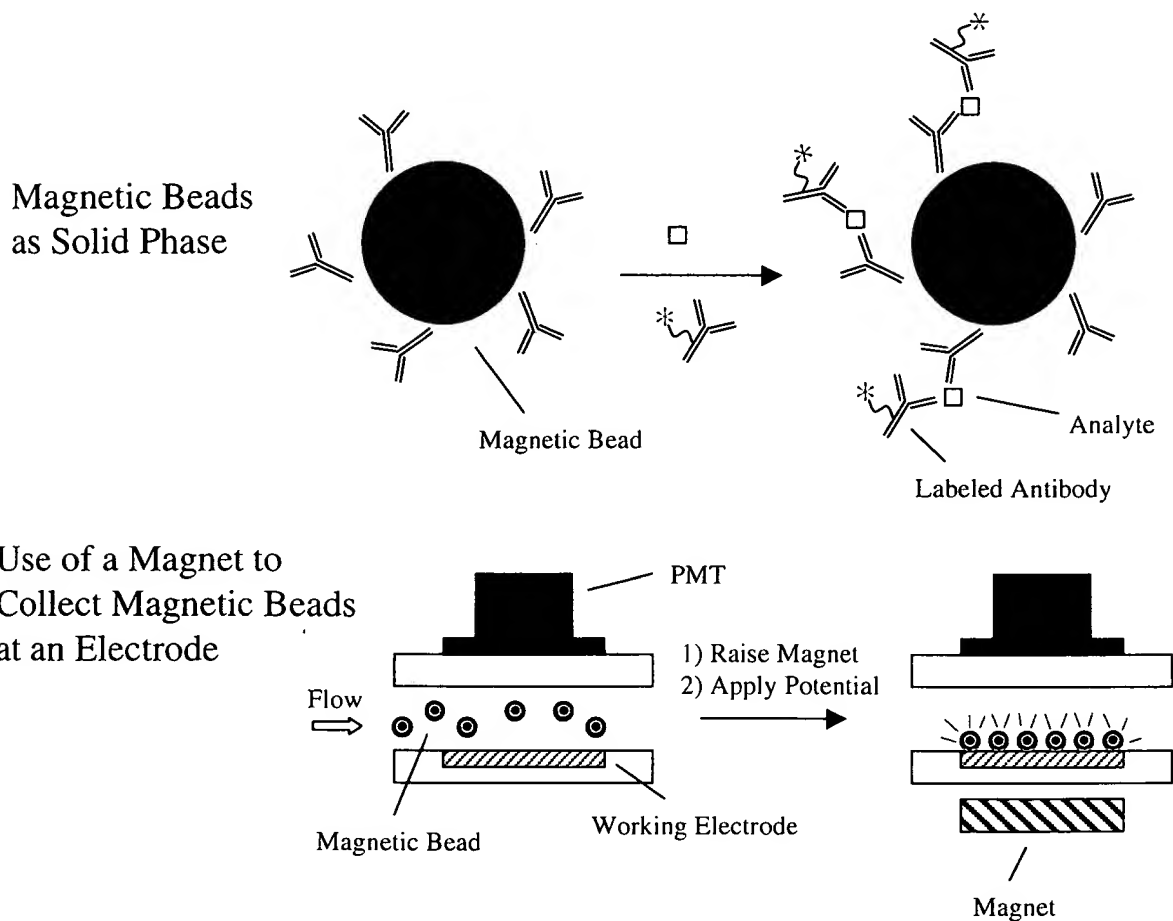 Magnetic Beads
as Solid Phase
Magnetic Bead
Analyte
Labeled Antibody
Use of a Magnet to
Collect Magnetic Beads
at an Electrode
PMT
1) Raise Magnet
2) Apply Potential
Flow
Magnetic Bead
Working Electrode
Magnet